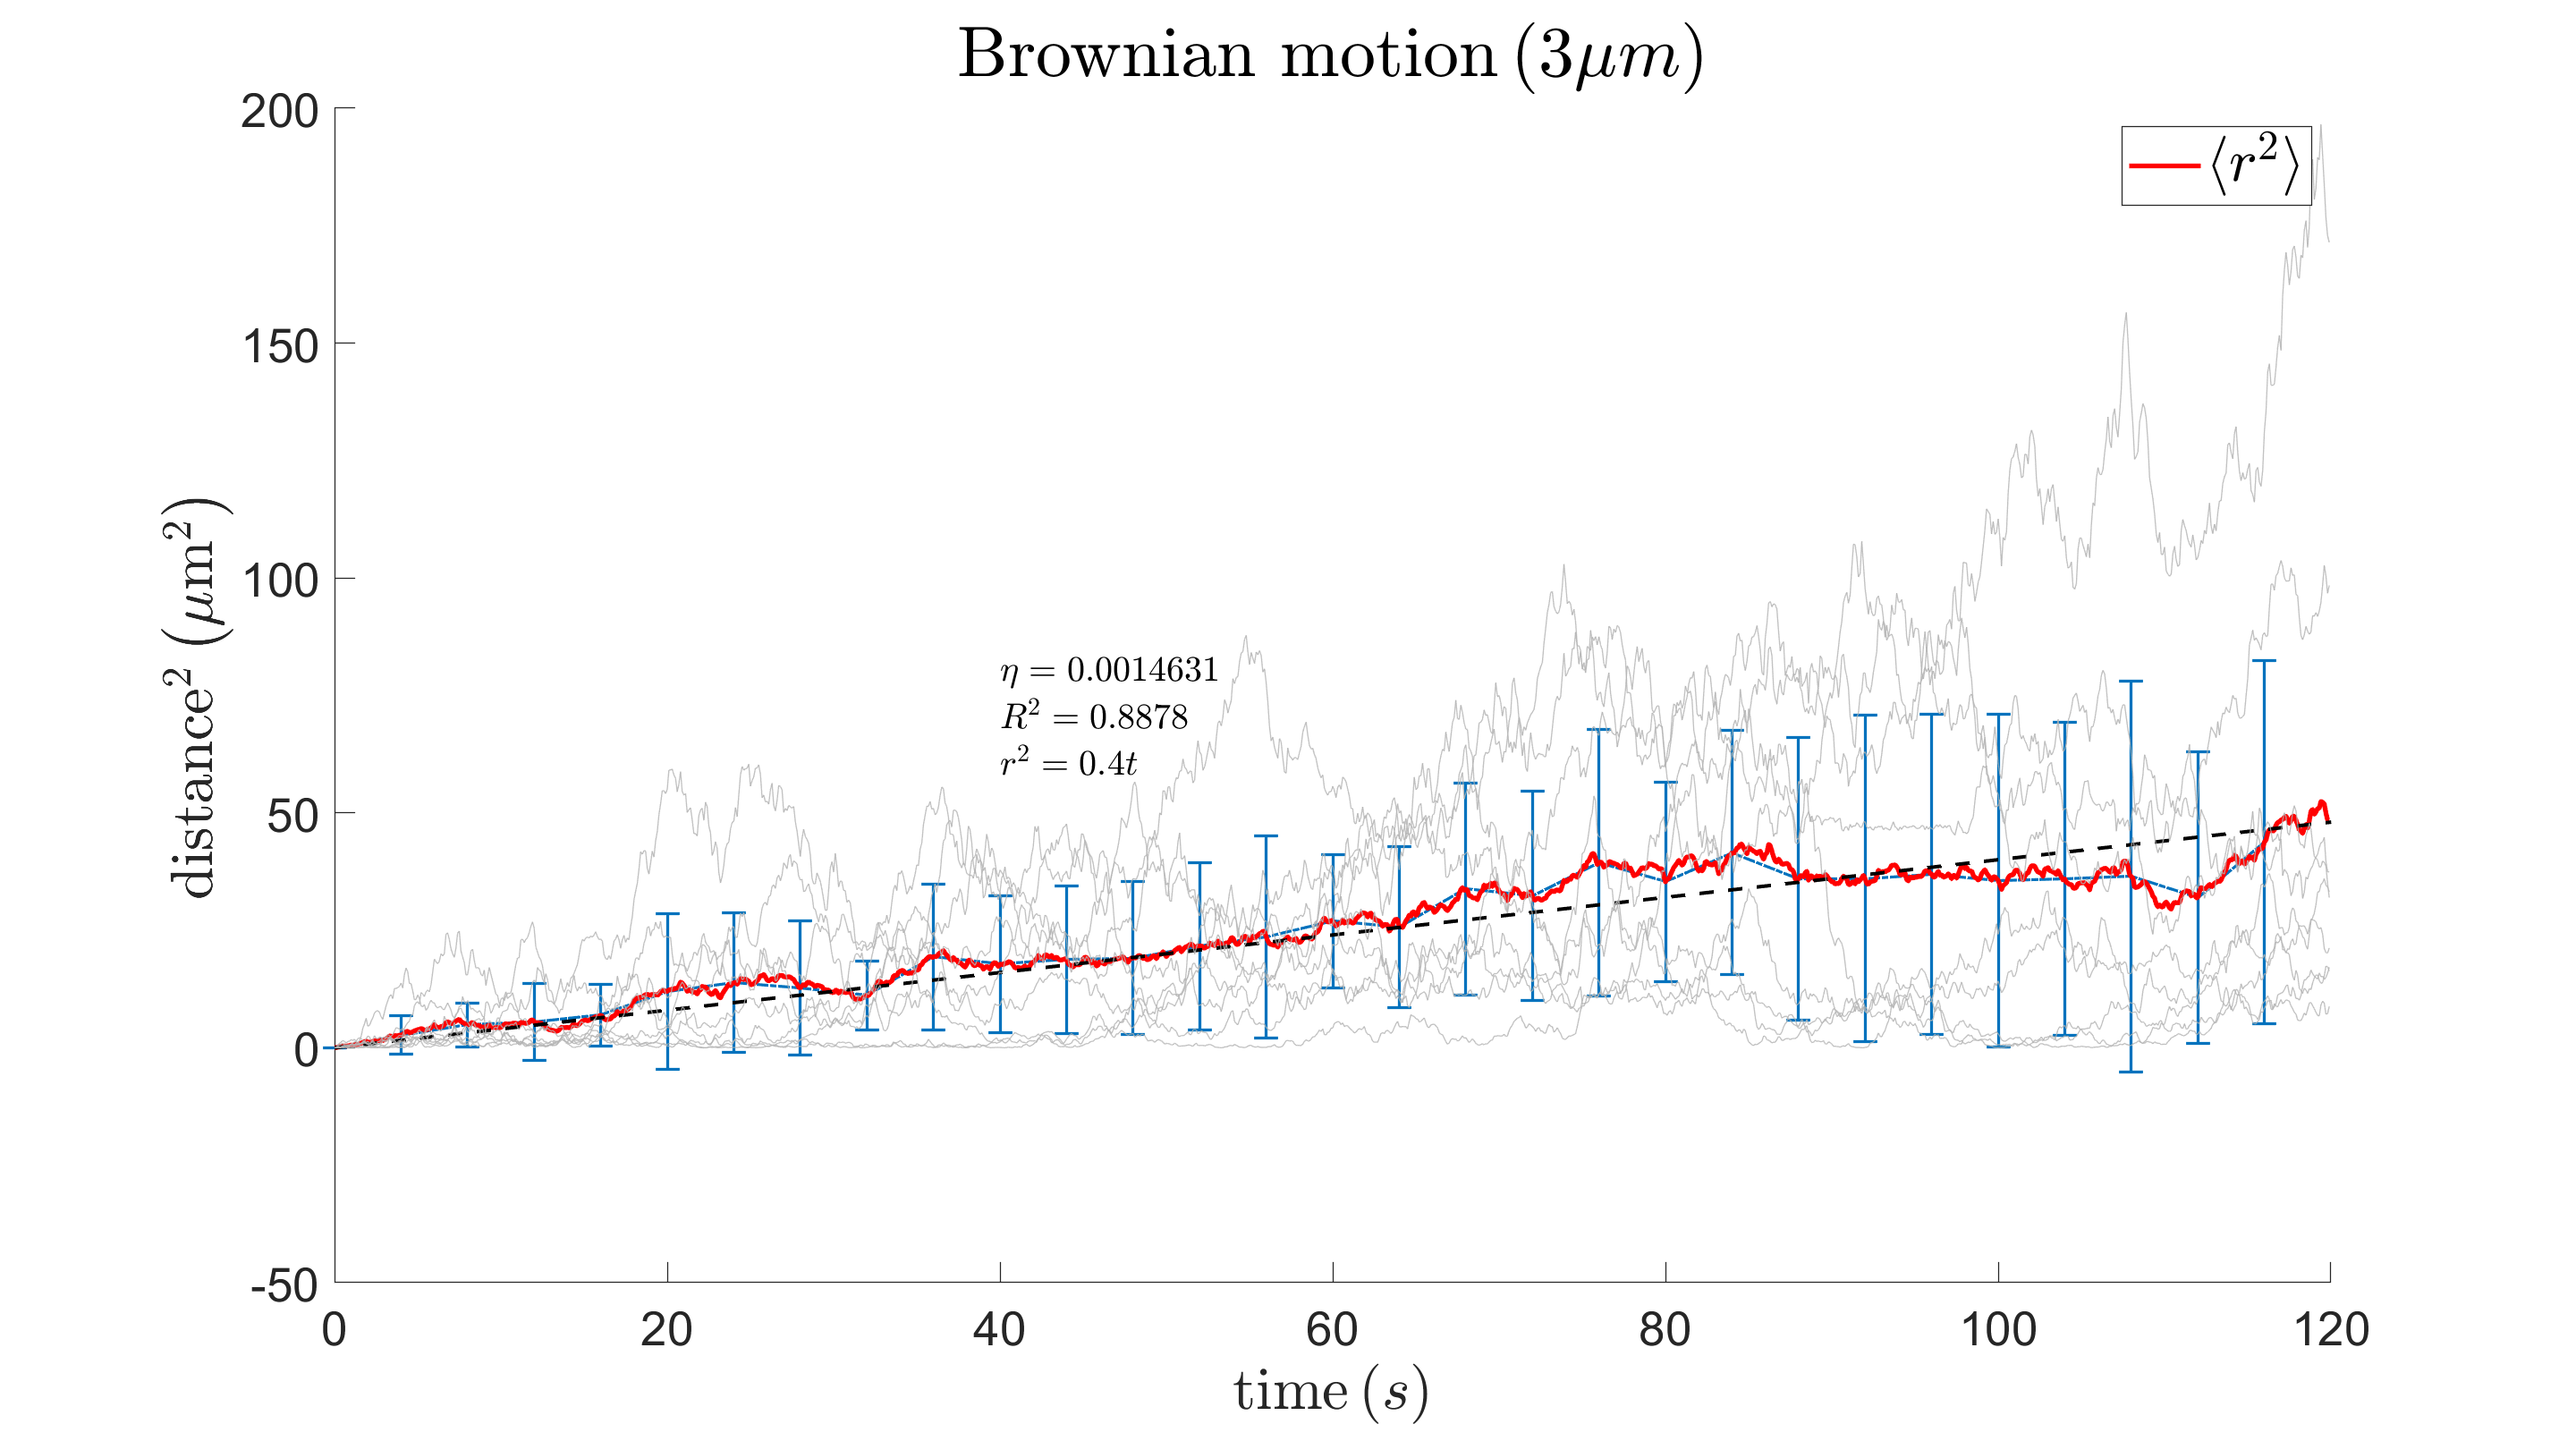 Brownian motion (3μm)
⟨r²⟩
200
150
100
50
0
-50
distance² (μm²)
η = 0.0014631
R² = 0.8878
r² = 0.4t
0 20 40 60 80 100 120
time (s)